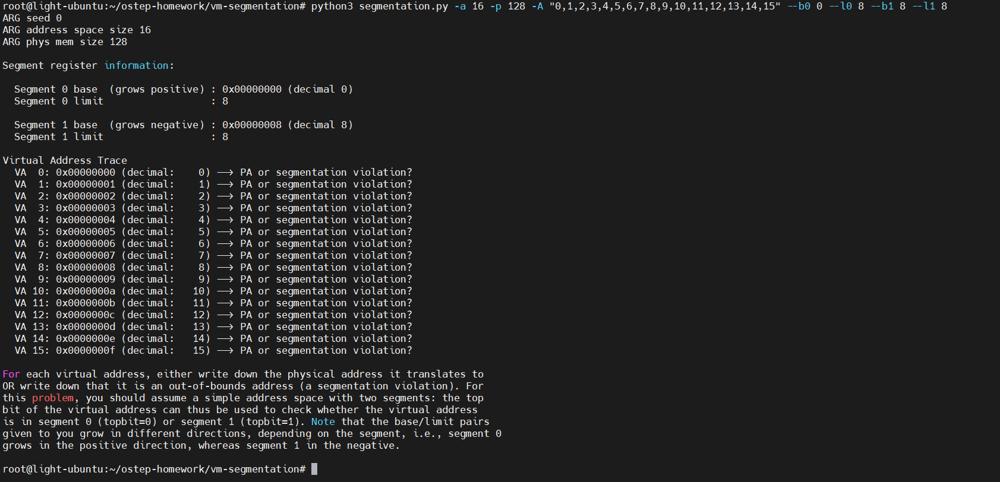 root@light-ubuntu:~/ostep-homework/vm-segmentation# python3 segmentation.py -a 16 -p 128 -A "0,1,2,3,4,5,6,7,8,9,10,11,12,13,14,15" --b0 0 --l0 8 --b1 8 --l1 8
ARG seed 0
ARG address space size 16
ARG phys mem size 128
Segment register information:
Segment 0 base (grows positive) : 0x00000000 (decimal 0)
Segment 0 limit : 8
Segment 1 base (grows negative) : 0x00000008 (decimal 8)
Segment 1 limit : 8
Virtual Address Trace
VA 0: 0x00000000 (decimal: 0) --> PA or segmentation violation?
VA 1: 0x00000001 (decimal: 1) --> PA or segmentation violation?
VA 2: 0x00000002 (decimal: 2) --> PA or segmentation violation?
VA 3: 0x00000003 (decimal: 3) --> PA or segmentation violation?
VA 4: 0x00000004 (decimal: 4) --> PA or segmentation violation?
VA 5: 0x00000005 (decimal: 5) --> PA or segmentation violation?
VA 6: 0x00000006 (decimal: 6) --> PA or segmentation violation?
VA 7: 0x00000007 (decimal: 7) --> PA or segmentation violation?
VA 8: 0x00000008 (decimal: 8) --> PA or segmentation violation?
VA 9: 0x00000009 (decimal: 9) --> PA or segmentation violation?
VA 10: 0x0000000a (decimal: 10) --> PA or segmentation violation?
VA 11: 0x0000000b (decimal: 11) --> PA or segmentation violation?
VA 12: 0x0000000c (decimal: 12) --> PA or segmentation violation?
VA 13: 0x0000000d (decimal: 13) --> PA or segmentation violation?
VA 14: 0x0000000e (decimal: 14) --> PA or segmentation violation?
VA 15: 0x0000000f (decimal: 15) --> PA or segmentation violation?
For each virtual address, either write down the physical address it translates to
OR write down that it is an out-of-bounds address (a segmentation violation). For
this problem, you should assume a simple address space with two segments: the top
bit of the virtual address can thus be used to check whether the virtual address
is in segment 0 (topbit=0) or segment 1 (topbit=1). Note that the base/limit pairs
given to you grow in different directions, depending on the segment, i.e., segment 0
grows in the positive direction, whereas segment 1 in the negative.
root@light-ubuntu:~/ostep-homework/vm-segmentation#